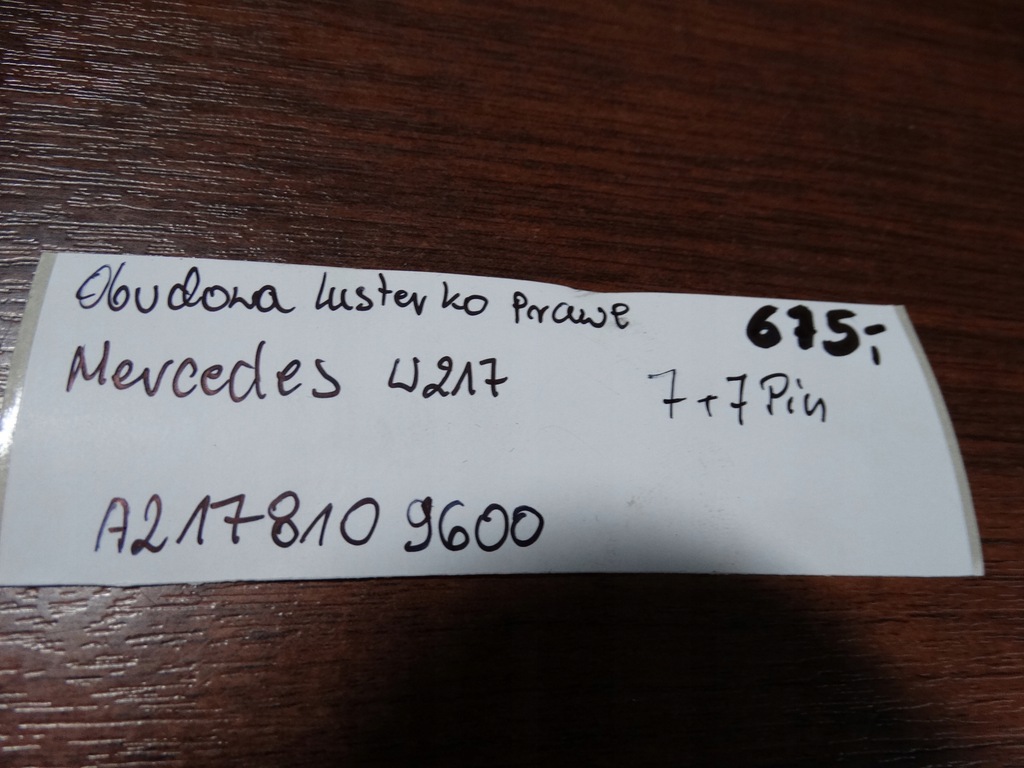 Obudowa lusterko prawe 675,-
Mercedes W217 7+7 Pin
A217810 9600